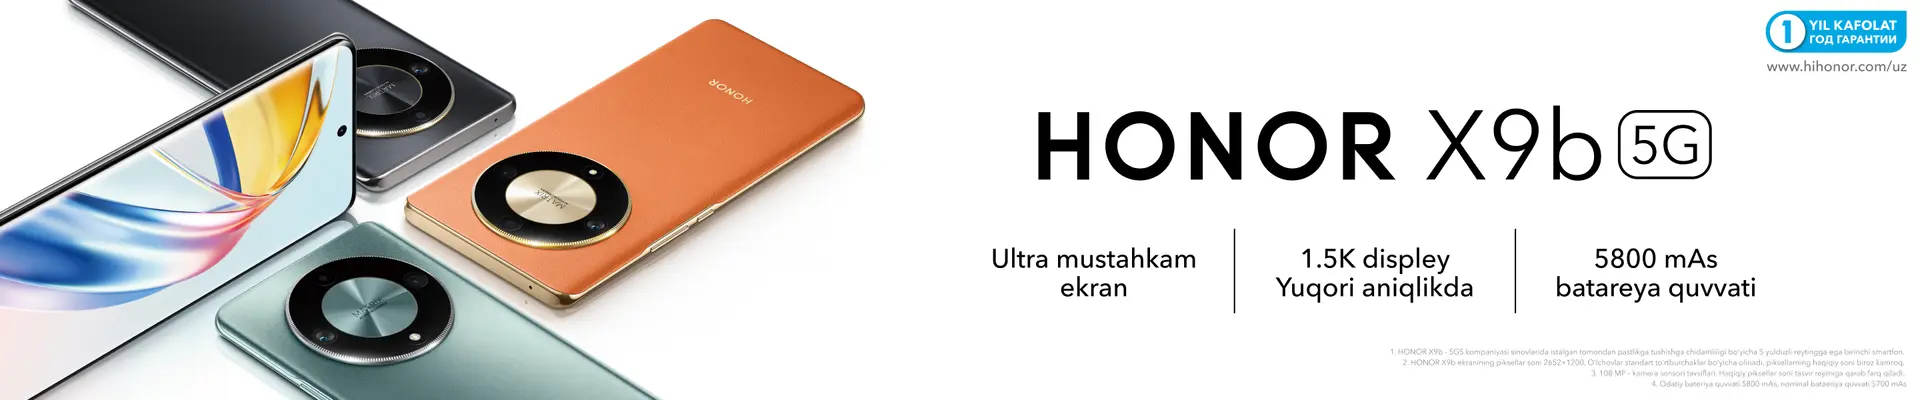 1 YIL KAFOLAT
ГОД ГАРАНТИИ
www.hihonor.com/uz
HONOR
MATRIX
HONOR X9b 5G
Ultra mustahkam
ekran
1.5K displey
Yuqori aniqlikda
5800 mAs
batareya quvvati
1. HONOR X9b - SGS kompaniyasi sinovlarida istalgan tomondan pastlikga tushishga chidamliligi bo'yicha 5 yulduzli reytingga ega birinchi smartfon.
2. HONOR X9b ekranining piksellar soni 2652×1200. O'lchovlar standart to'rtburchaklar bo'yicha olinadi, piksellarning haqiqiy soni biroz kamroq.
3. 108 MP - kamera sensori tavsiflari. Haqiqiy piksellar soni tasvir rejimiga qarab farq qiladi.
4. Odatiy bateriya quvvati 5800 mAs, nominal batareya quvvati 5700 mAs